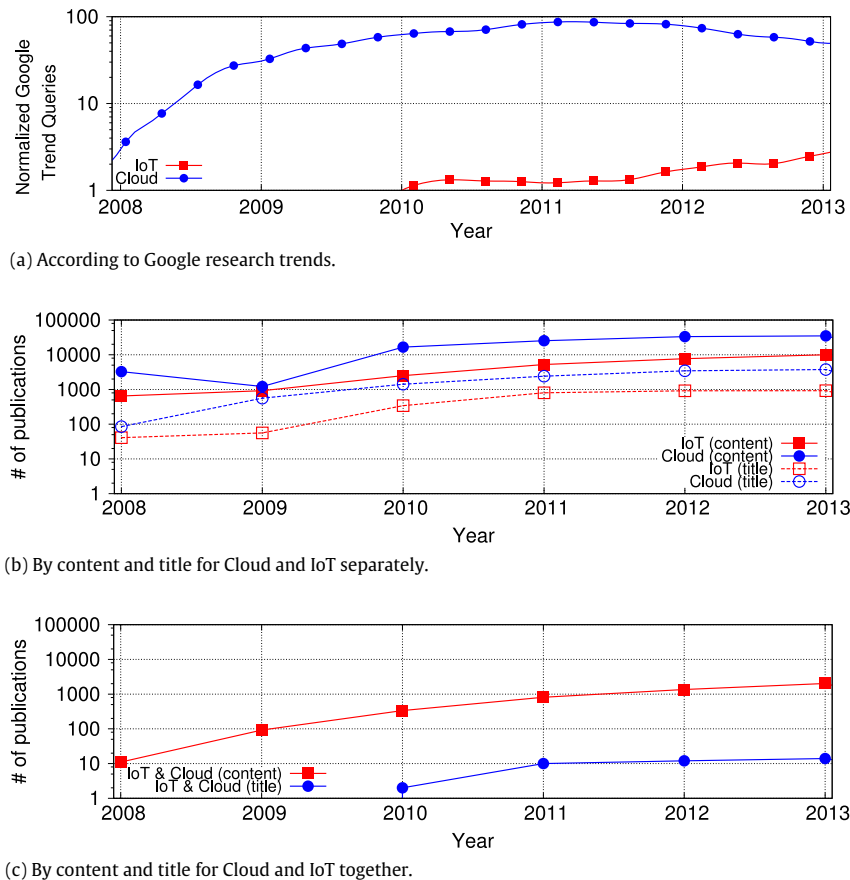 100
10
1
Normalized Google
Trend Queries
IoT
Cloud
2008 2009 2010 2011 2012 2013
Year
(a) According to Google research trends.
100000
10000
1000
100
10
1
# of publications
IoT (content)
Cloud (content)
IoT (title)
Cloud (title)
2008 2009 2010 2011 2012 2013
Year
(b) By content and title for Cloud and IoT separately.
100000
10000
1000
100
10
1
# of publications
IoT & Cloud (content)
IoT & Cloud (title)
2008 2009 2010 2011 2012 2013
Year
(c) By content and title for Cloud and IoT together.